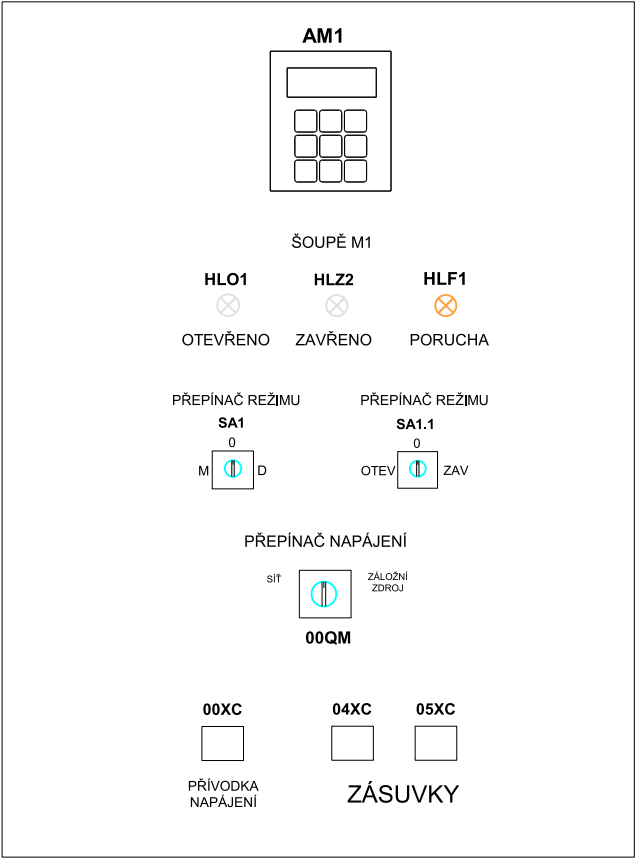 AM1
ŠOUPĚ M1
HLO1 HLZ2 HLF1
OTEVŘENO ZAVŘENO PORUCHA
PŘEPÍNAČ REŽIMU PŘEPÍNAČ REŽIMU
SA1 SA1.1
0 0
M D OTEV ZAV
PŘEPÍNAČ NAPÁJENÍ
SÍŤ ZÁLOŽNÍ
ZDROJ
00QM
00XC 04XC 05XC
PŘÍVODKA
NAPÁJENÍ
ZÁSUVKY